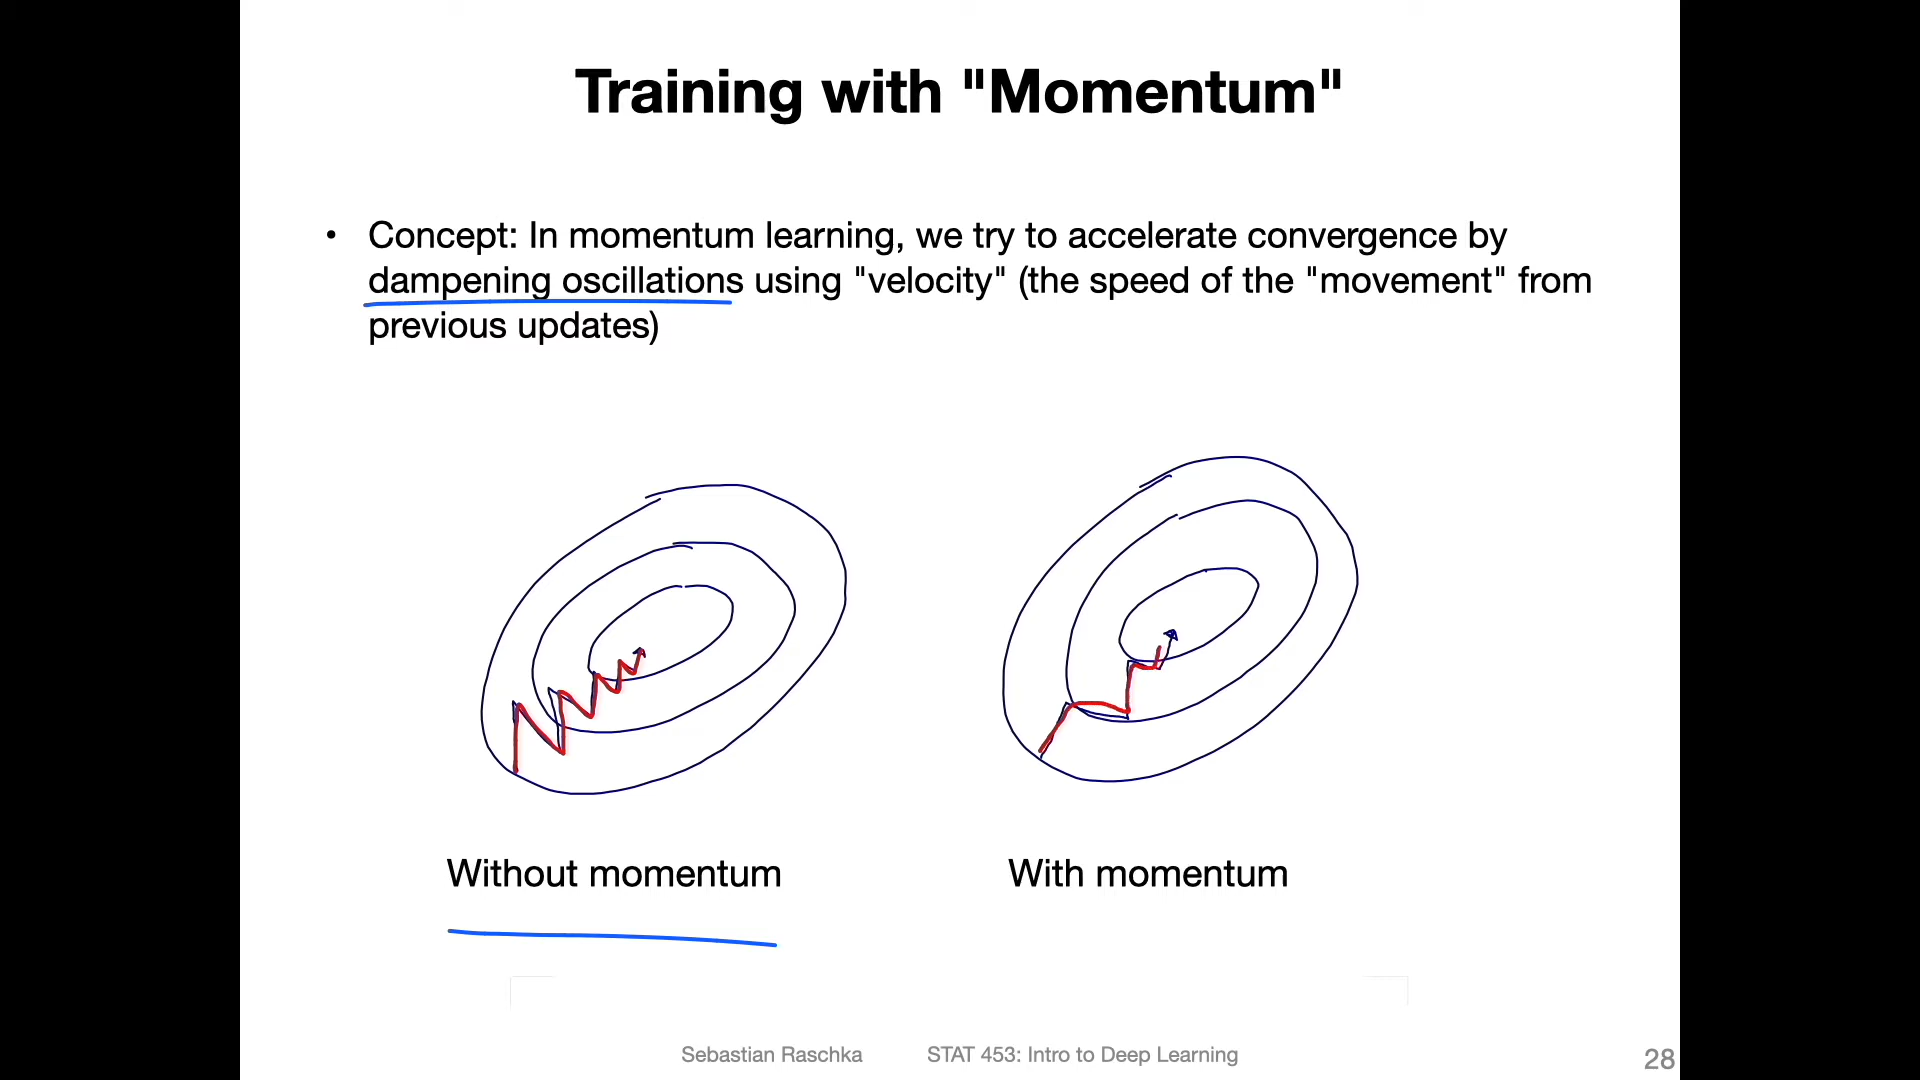 Training with "Momentum"
• Concept: In momentum learning, we try to accelerate convergence by
dampening oscillations using "velocity" (the speed of the "movement" from
previous updates)
Without momentum
With momentum
Sebastian Raschka
STAT 453: Intro to Deep Learning
28